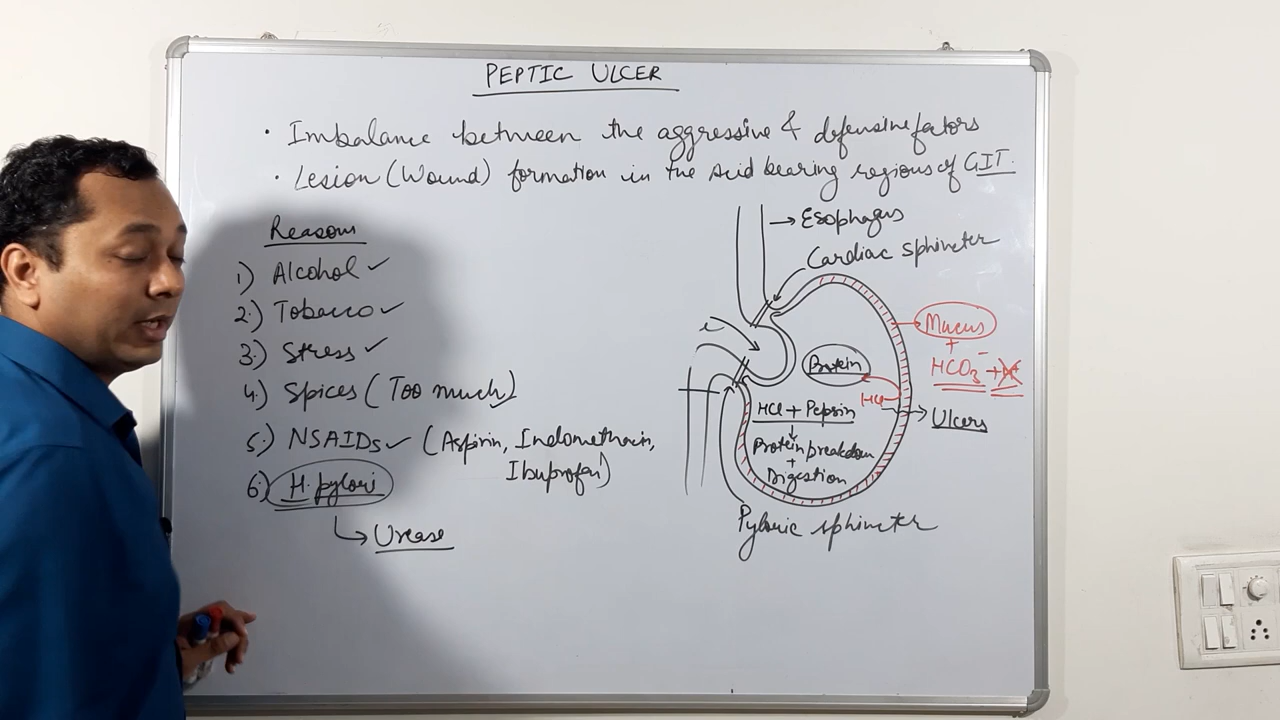 PEPTIC ULCER
• Imbalance between the aggressive & defensive factors
• Lesion (Wound) formation in the acid bearing regions of GIT.
Reasons
1) Alcohol ✓
2) Tobacco ✓
3) Stress ✓
4) Spices (Too much) ✓
5) NSAIDs ✓ (Aspirin, Indomethacin,
Ibuprofen)
6) H. pylori
↳ Urease
→ Esophagus
Cardiac sphincter
Mucus
+
HCO3- +
Protein
HCl
HCl + Pepsin
→ Ulcers
↓
Protein breakdown
+
Digestion
Pyloric sphincter